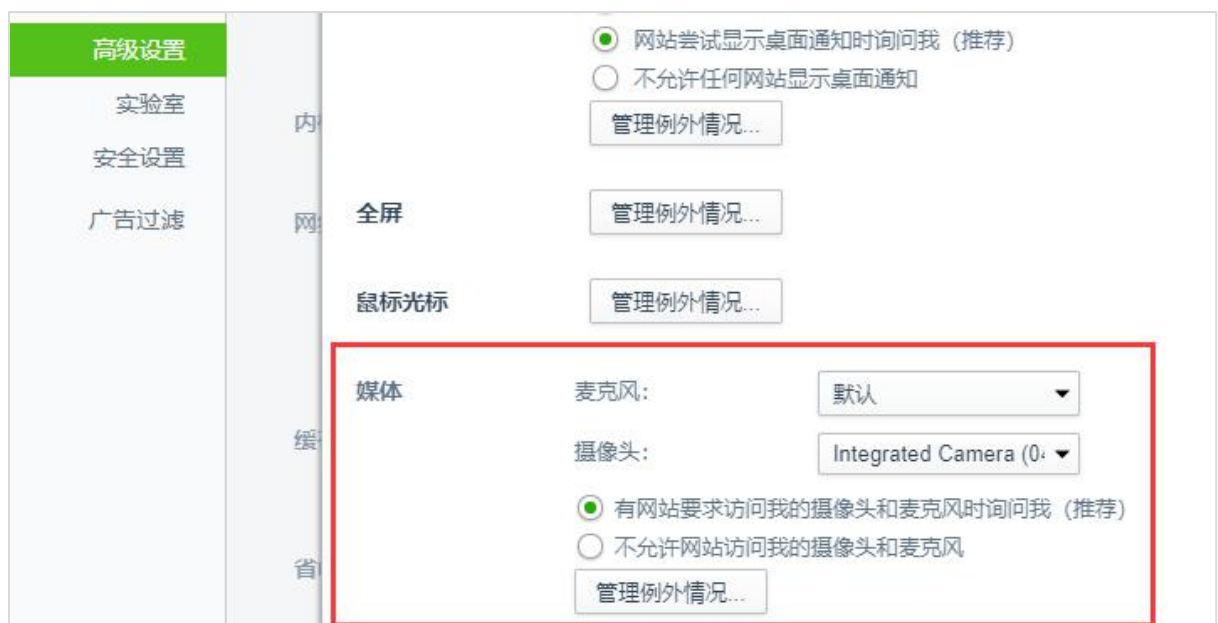 高级设置
实验室
安全设置
广告过滤
内
网
缓
省
网站尝试显示桌面通知时询问我（推荐）
不允许任何网站显示桌面通知
管理例外情况...
全屏
管理例外情况...
鼠标光标
管理例外情况...
媒体
麦克风:
默认
摄像头:
Integrated Camera (0
有网站要求访问我的摄像头和麦克风时询问我（推荐）
不允许网站访问我的摄像头和麦克风
管理例外情况...